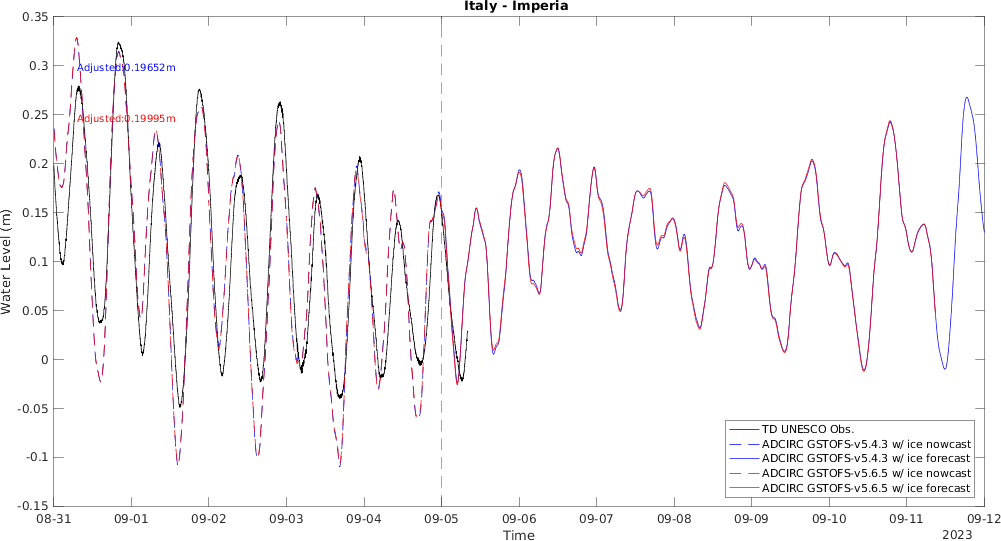 Italy - Imperia
0.35
0.3
0.25
0.2
0.15
0.1
0.05
0
-0.05
-0.1
-0.15
Water Level (m)
Adjusted:0.19652m
Adjusted:0.19995m
TD UNESCO Obs.
ADCIRC GSTOFS-v5.4.3 w/ ice nowcast
ADCIRC GSTOFS-v5.4.3 w/ ice forecast
ADCIRC GSTOFS-v5.6.5 w/ ice nowcast
ADCIRC GSTOFS-v5.6.5 w/ ice forecast
08-31 09-01 09-02 09-03 09-04 09-05 09-06 09-07 09-08 09-09 09-10 09-11 09-12
Time
2023